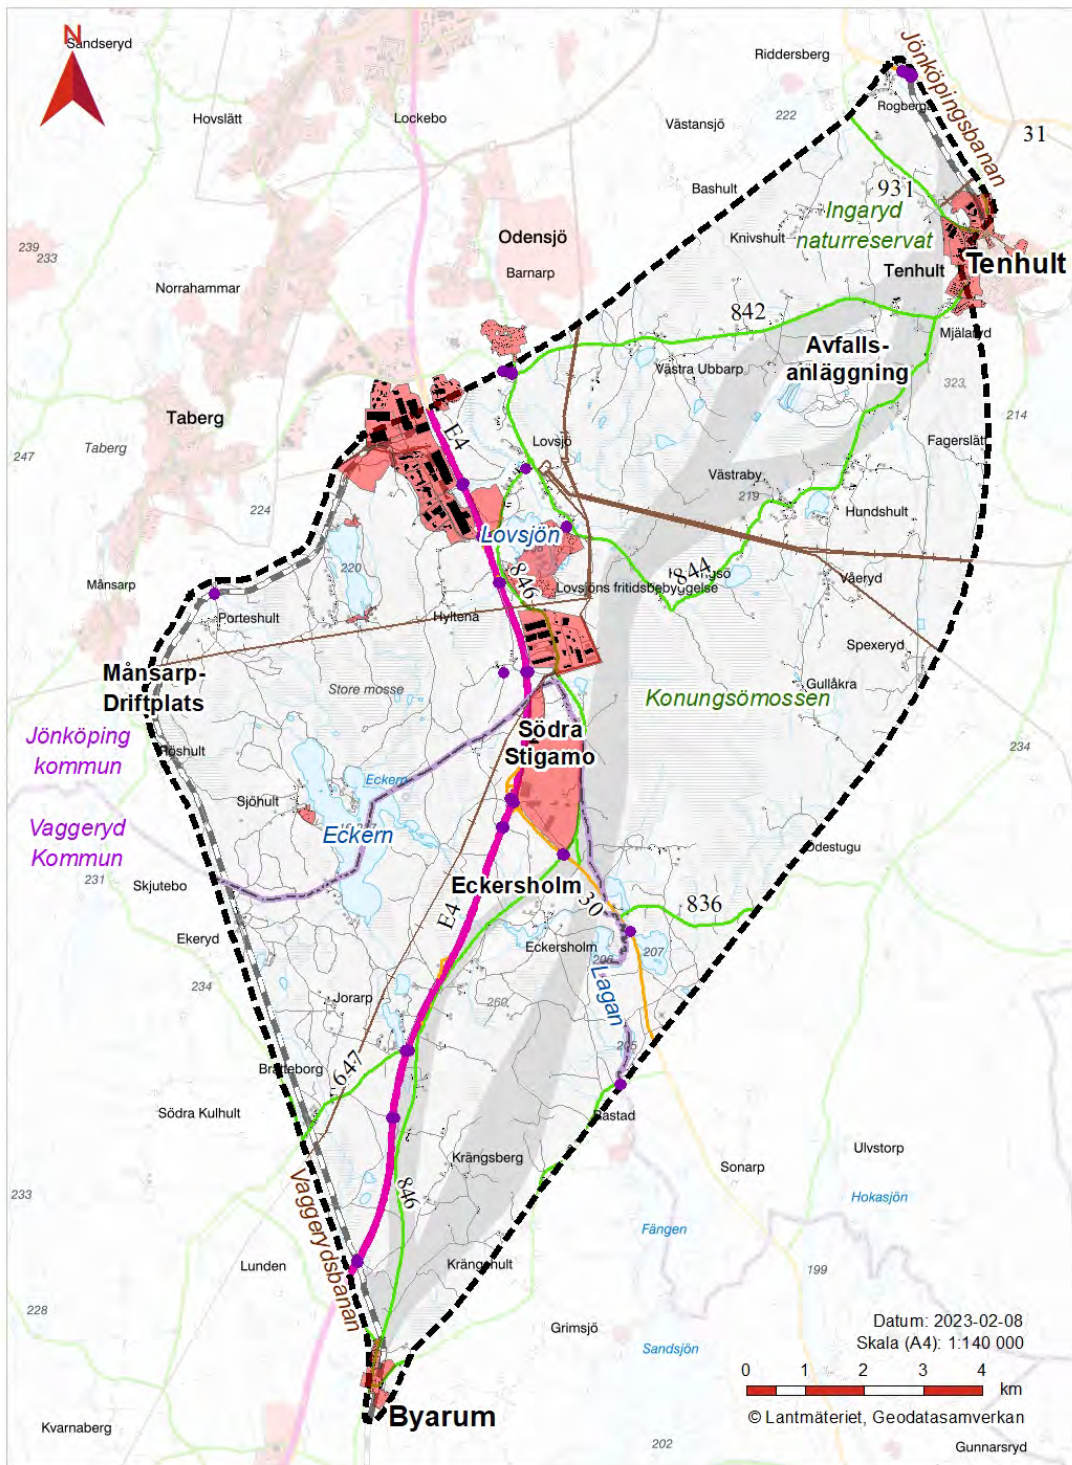 N
Sandseryd
Hovslätt
Lockebo
Riddersberg
Jönköpingsbanan
Rogberga
222
Västansjö
31
931
Bashult
Ingaryd
naturreservat
Odensjö
Knivshult
239
233
Barnarp
Tenhult
Tenhult
Norrahammar
842
Mjälaryd
Avfalls-
anläggning
Västra Ubbarp
323
Taberg
214
E4
Taberg
Lovsjö
Fagerslätt
247
Västraby
219
224
Hundshult
Lovsjön
220
846
844
Månsarp
Lovsjöns fritidsbebyggelse
Våeryd
Porteshult
Hyltena
Spexeryd
Månsarp-
Driftplats
Store mosse
Gullåkra
Konungsömossen
Jönköping
kommun
Röshult
Södra
Stigamo
234
Eckern
Sjöhult
Vaggeryd
Kommun
Eckern
Odestugu
231
Skjutebo
Eckersholm
30
836
E4
Ekeryd
Eckersholm
206
207
234
Lagan
Jorarp
260
205
647
Bratteborg
Södra Kulhult
Råstad
Ulvstorp
Krängsberg
Sonarp
233
846
Hokasjön
Vaggerydsbanan
Fängen
Lunden
Krängshult
199
228
Grimsjö
Datum: 2023-02-08
Skala (A4): 1:140 000
Sandsjön
0 1 2 3 4
km
Byarum
© Lantmäteriet, Geodatasamverkan
Kvarnaberg
202
Gunnarsryd